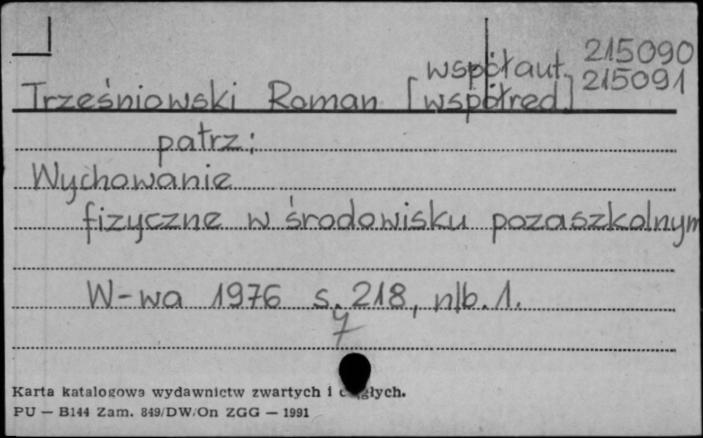 współaut. 215090
215091
Trześniowski Roman [współred]
patrz:
Wychowanie
fizyczne w środowisku pozaszkolnym
W-wa 1976 s. 218, nlb. 1.
Karta katalogowa wydawnictw zwartych i ciągłych.
PU — B144 Zam. 849/DW/On ZGG — 1991